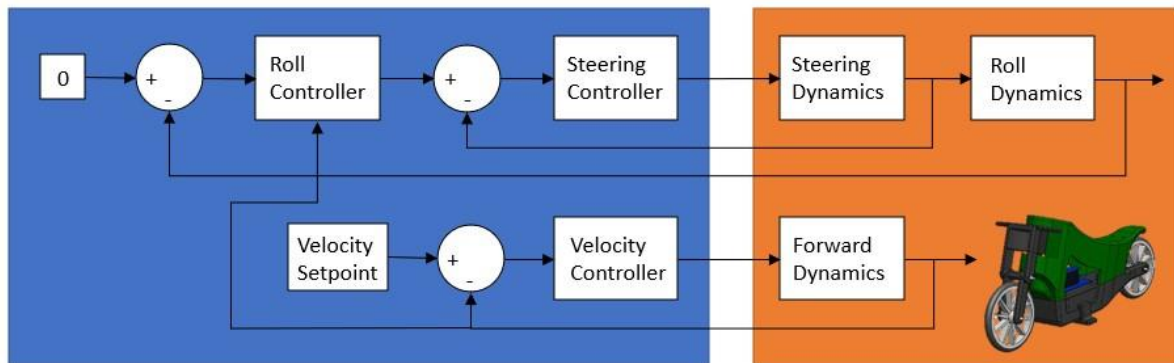 0
+
-
Roll
Controller
+
-
Steering
Controller
Steering
Dynamics
Roll
Dynamics
Velocity
Setpoint
+
-
Velocity
Controller
Forward
Dynamics